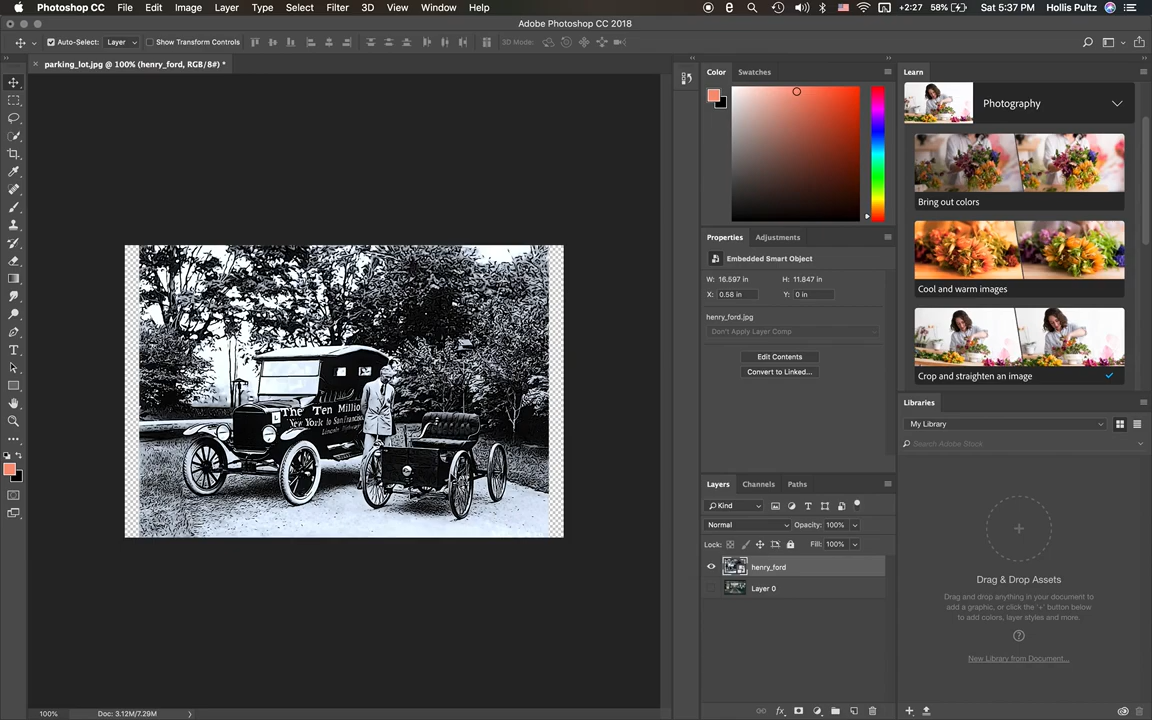 Photoshop CC File Edit Image Layer Type Select Filter 3D View Window Help +2:27 58% Sat 5:37 PM Hollis Pultz
Adobe Photoshop CC 2018
Auto-Select: Layer Show Transform Controls 3D Mode:
parking_lot.jpg @ 100% (henry_ford, RGB/8#) *
Color Swatches
Learn
Photography
Bring out colors
Properties Adjustments
Embedded Smart Object
W: 16.597 in H: 11.847 in
X: 0.58 in Y: 0 in
Cool and warm images
henry_ford.jpg
Don't Apply Layer Comp
Edit Contents
Convert to Linked...
Crop and straighten an image
The Ten Millio
New York to San Francisc
Lincoln Highway
Libraries
My Library
Search Adobe Stock
Layers Channels Paths
Kind
Normal Opacity: 100%
Lock: Fill: 100%
henry_ford
Layer 0
Drag & Drop Assets
Drag and drop anything in your document to
add a graphic, or click the '+' button below
to add colors, layer styles and more.
New Library from Document...
100% Doc: 3.12M/7.29M